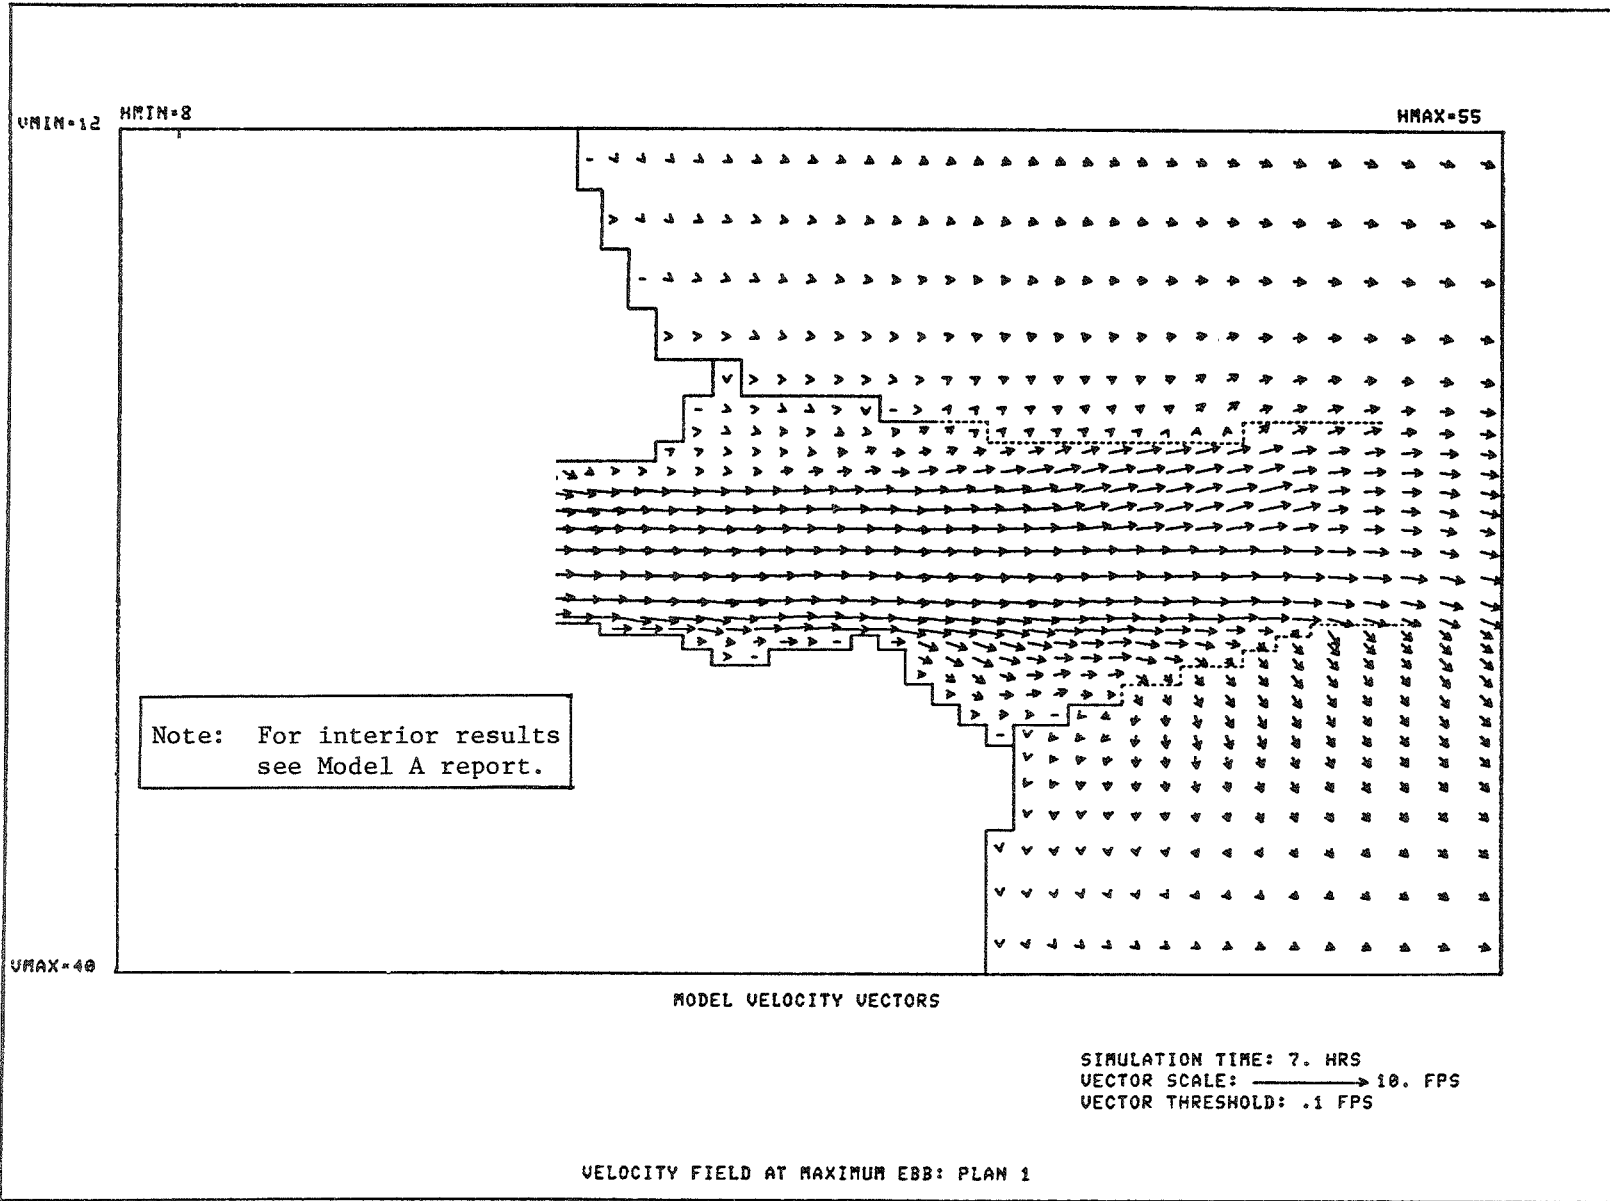 HMIN=8
HMAX=55
VMIN=12
Note: For interior results
see Model A report.
VMAX=40
MODEL VELOCITY VECTORS
SIMULATION TIME: 7. HRS
VECTOR SCALE: 10. FPS
VECTOR THRESHOLD: .1 FPS
VELOCITY FIELD AT MAXIMUM EBB: PLAN 1